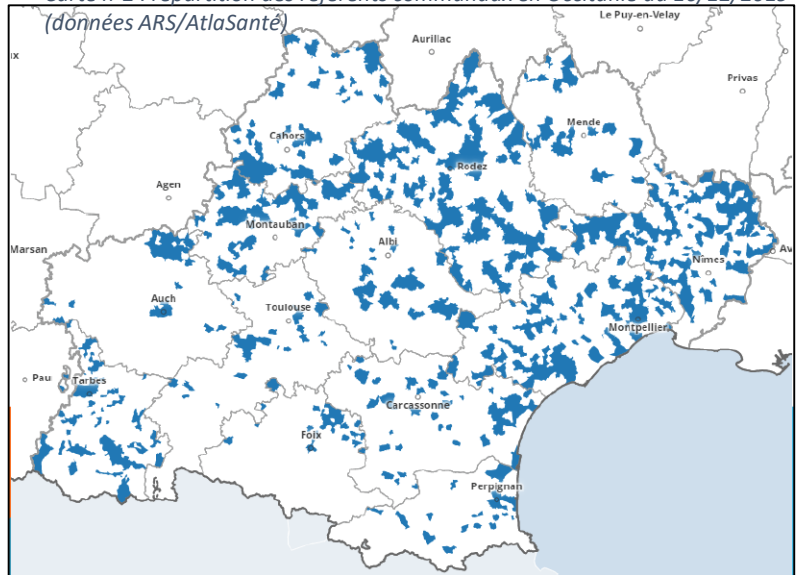 (données ARS/AtlaSanté)
Aurillac
Le Puy-en-Velay
Privas
Mende
Cahors
Rodez
Agen
Montauban
Albi
Nîmes
Marsan
Auch
Toulouse
Montpellier
Pau
Tarbes
Carcassonne
Foix
Perpignan